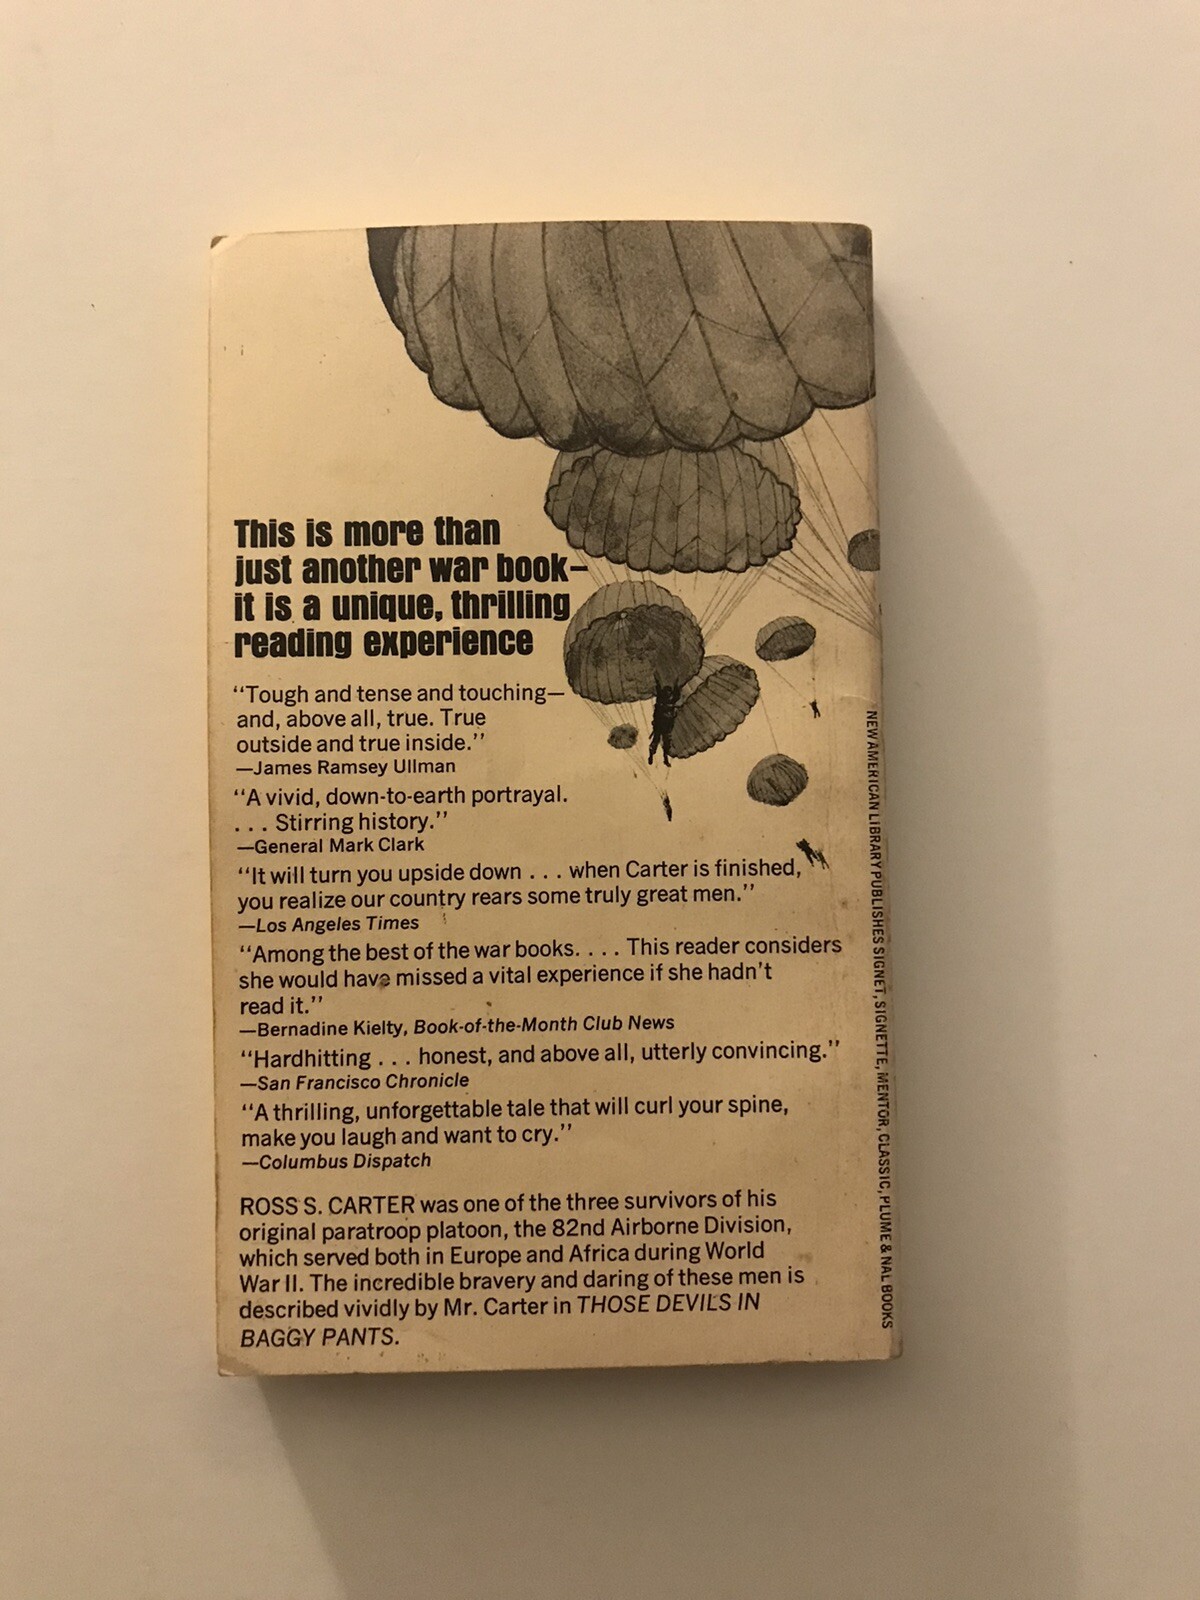 This is more than
just another war book—
it is a unique, thrilling
reading experience
“Tough and tense and touching—
and, above all, true. True
outside and true inside.”
—James Ramsey Ullman
“A vivid, down-to-earth portrayal.
. . . Stirring history.”
—General Mark Clark
“It will turn you upside down . . . when Carter is finished,
you realize our country rears some truly great men.”
—Los Angeles Times
“Among the best of the war books. . . . This reader considers
she would have missed a vital experience if she hadn’t
read it.”
—Bernadine Kielty, Book-of-the-Month Club News
“Hardhitting . . . honest, and above all, utterly convincing.”
—San Francisco Chronicle
“A thrilling, unforgettable tale that will curl your spine,
make you laugh and want to cry.”
—Columbus Dispatch
ROSS S. CARTER was one of the three survivors of his
original paratroop platoon, the 82nd Airborne Division,
which served both in Europe and Africa during World
War II. The incredible bravery and daring of these men is
described vividly by Mr. Carter in THOSE DEVILS IN
BAGGY PANTS.
NEW AMERICAN LIBRARY PUBLISHES SIGNET, SIGNETTE, MENTOR, CLASSIC, PLUME & NAL BOOKS